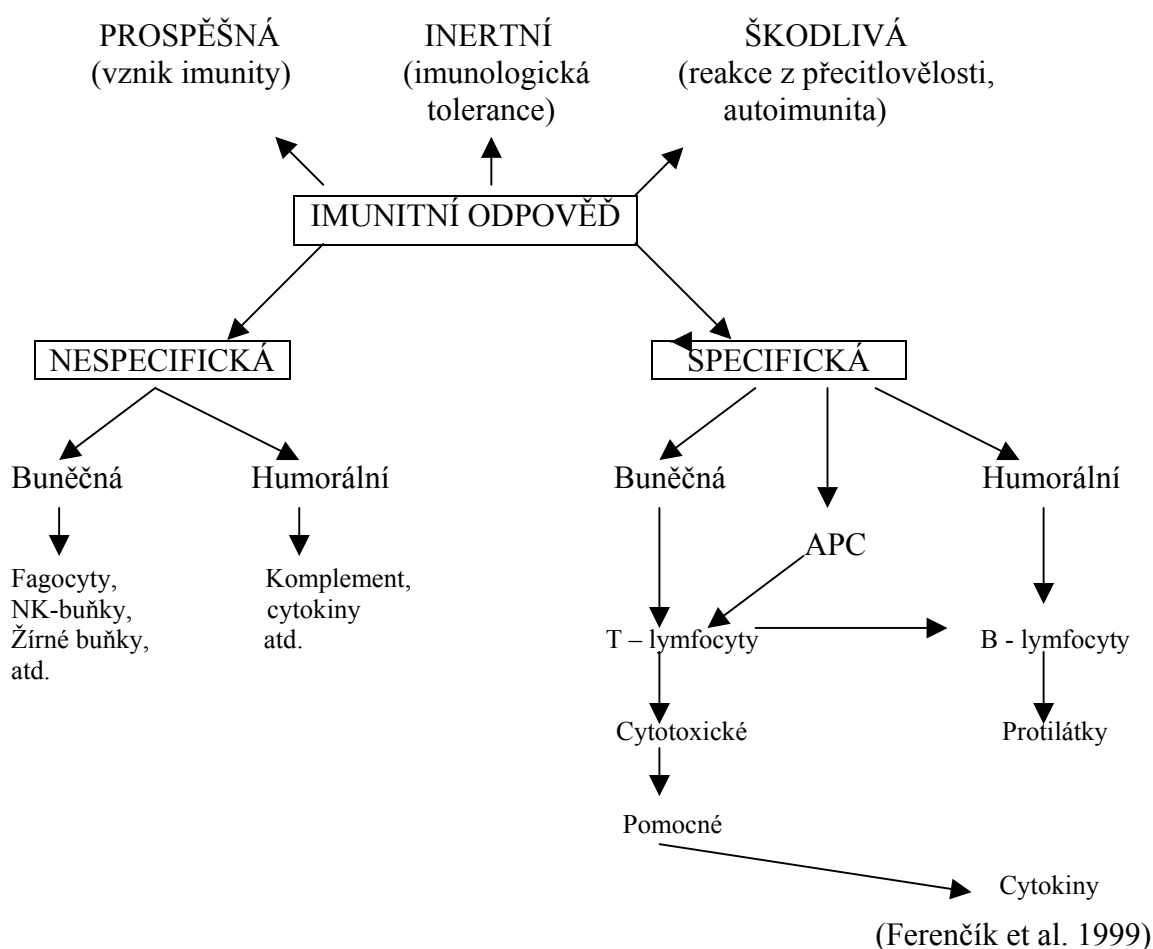 PROSPĚŠNÁ
(vznik imunity)
INERTNÍ
(imunologická
tolerance)
ŠKODLIVÁ
(reakce z přecitlovělosti,
autoimunita)
IMUNITNÍ ODPOVĚĎ
NESPECIFICKÁ
SPECIFICKÁ
Buněčná
Humorální
Buněčná
Humorální
APC
Fagocyty,
NK-buňky,
Žírné buňky,
atd.
Komplement,
cytokiny
atd.
T – lymfocyty
B - lymfocyty
Cytotoxické
Protilátky
Pomocné
Cytokiny
(Ferenčík et al. 1999)